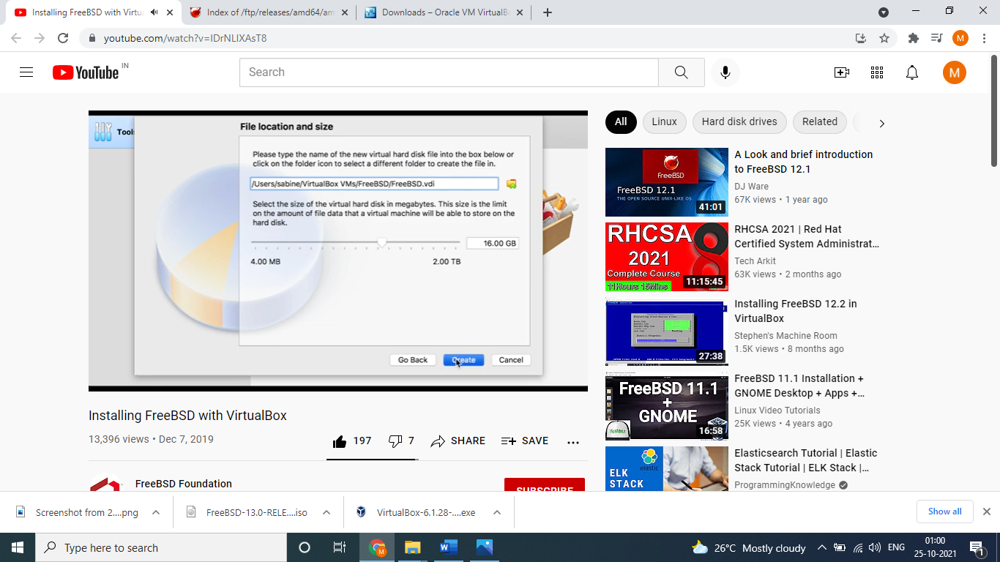 Installing FreeBSD with Virtu
Index of /ftp/releases/amd64/am
Downloads – Oracle VM VirtualB
youtube.com/watch?v=IDrNLIXAsT8
M
YouTube IN
Search
M
Tools
File location and size
Please type the name of the new virtual hard disk file into the box below or
click on the folder icon to select a different folder to create the file in.
/Users/sabine/VirtualBox VMs/FreeBSD/FreeBSD.vdi
Select the size of the virtual hard disk in megabytes. This size is the limit
on the amount of file data that a virtual machine will be able to store on the
hard disk.
16.00 GB
4.00 MB 2.00 TB
Go Back Create Cancel
Installing FreeBSD with VirtualBox
13,396 views • Dec 7, 2019
197 7 SHARE SAVE
FreeBSD Foundation
SUBSCRIBE
All Linux Hard disk drives Related
FreeBSD
FreeBSD 12.1
THE OPEN SOURCE UNIX-LIKE OS
41:01
A Look and brief introduction
to FreeBSD 12.1
DJ Ware
67K views • 1 year ago
RHCSA
2021
Complete Course
11Hours 15Mins
11:15:45
RHCSA 2021 | Red Hat
Certified System Administrat...
Tech Arkit
63K views • 2 months ago
27:38
Installing FreeBSD 12.2 in
VirtualBox
Stephen's Machine Room
1.5K views • 8 months ago
FreeBSD 11.1
+
GNOME
16:58
FreeBSD 11.1 Installation +
GNOME Desktop + Apps +...
Linux Video Tutorials
25K views • 4 years ago
ELK
STACK
elastic
Elasticsearch Tutorial | Elastic
Stack Tutorial | ELK Stack |...
ProgrammingKnowledge
Screenshot from 2....png
FreeBSD-13.0-RELE....iso
VirtualBox-6.1.28-....exe
Show all
Type here to search
26°C Mostly cloudy
ENG
01:00
25-10-2021
1